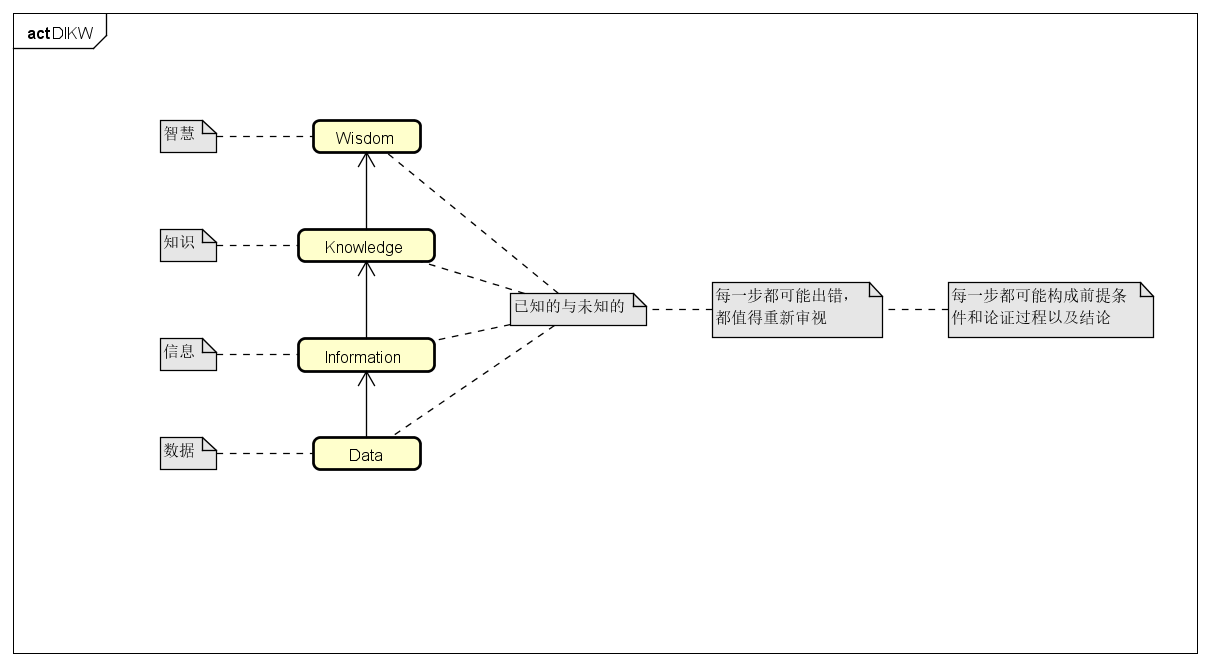 act DIKW
智慧
Wisdom
知识
Knowledge
已知的与未知的
每一步都可能出错，
都值得重新审视
每一步都可能构成前提条
件和论证过程以及结论
信息
Information
数据
Data